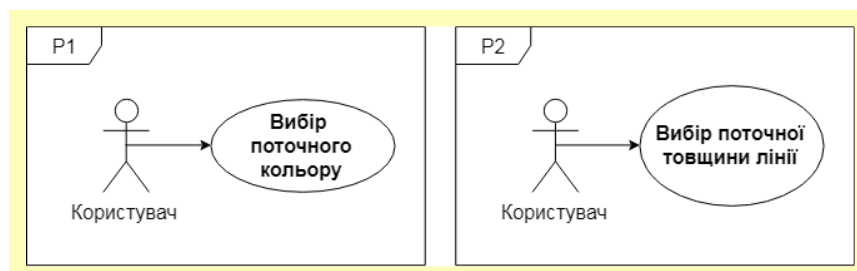 P1
Вибір
поточного
кольору
Користувач
P2
Вибір поточної
товщини лінії
Користувач